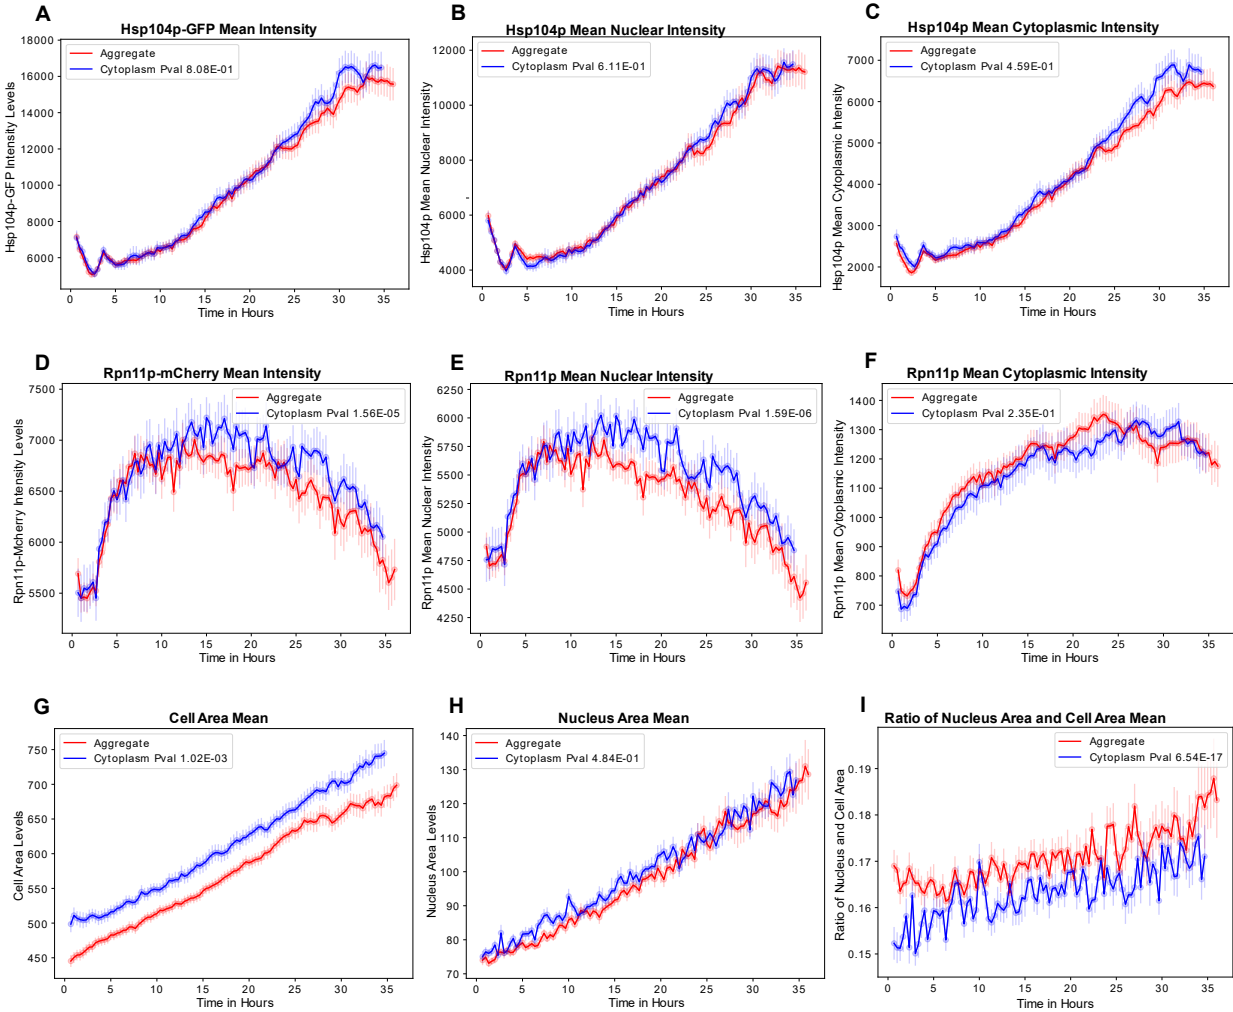 A
Hsp104p-GFP Mean Intensity
Aggregate
Cytoplasm Pval 8.08E-01
Hsp104p-GFP Intensity Levels
18000
16000
14000
12000
10000
8000
6000
0 5 10 15 20 25 30 35
Time in Hours
B
Hsp104p Mean Nuclear Intensity
Aggregate
Cytoplasm Pval 6.11E-01
Hsp104p Mean Nuclear Intensity
12000
10000
8000
6000
4000
0 5 10 15 20 25 30 35
Time in Hours
C
Hsp104p Mean Cytoplasmic Intensity
Aggregate
Cytoplasm Pval 4.59E-01
Hsp104p Mean Cytoplasmic Intensity
7000
6000
5000
4000
3000
2000
0 5 10 15 20 25 30 35
Time in Hours
D
Rpn11p-mCherry Mean Intensity
Aggregate
Cytoplasm Pval 1.56E-05
Rpn11p-Mcherry Intensity Levels
7500
7000
6500
6000
5500
0 5 10 15 20 25 30 35
Time in Hours
E
Rpn11p Mean Nuclear Intensity
Aggregate
Cytoplasm Pval 1.59E-06
Rpn11p Mean Nuclear Intensity
6250
6000
5750
5500
5250
5000
4750
4500
4250
0 5 10 15 20 25 30 35
Time in Hours
F
Rpn11p Mean Cytoplasmic Intensity
Aggregate
Cytoplasm Pval 2.35E-01
Rpn11p Mean Cytoplasmic Intensity
1400
1300
1200
1100
1000
900
800
700
0 5 10 15 20 25 30 35
Time in Hours
G
Cell Area Mean
Aggregate
Cytoplasm Pval 1.02E-03
Cell Area Levels
750
700
650
600
550
500
450
0 5 10 15 20 25 30 35
Time in Hours
H
Nucleus Area Mean
Aggregate
Cytoplasm Pval 4.84E-01
Nucleus Area Levels
140
130
120
110
100
90
80
70
0 5 10 15 20 25 30 35
Time in Hours
I
Ratio of Nucleus Area and Cell Area Mean
Aggregate
Cytoplasm Pval 6.54E-17
Ratio of Nucleus and Cell Area
0.19
0.18
0.17
0.16
0.15
0 5 10 15 20 25 30 35
Time in Hours